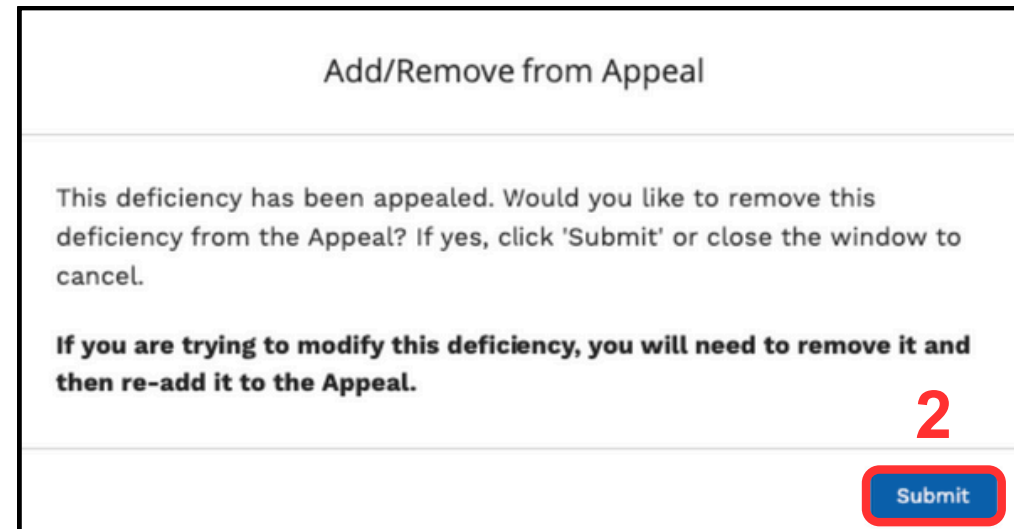 Add/Remove from Appeal
This deficiency has been appealed. Would you like to remove this
deficiency from the Appeal? If yes, click 'Submit' or close the window to
cancel.
If you are trying to modify this deficiency, you will need to remove it and
then re-add it to the Appeal.
2
Submit